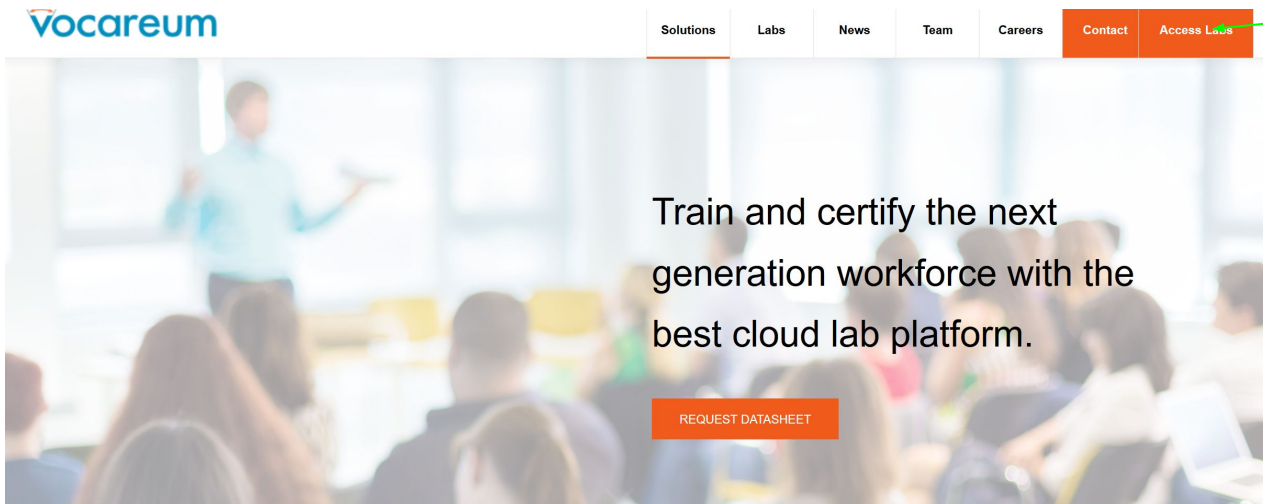 vocareum
Solutions Labs News Team Careers Contact Access Labs
Train and certify the next
generation workforce with the
best cloud lab platform.
REQUEST DATASHEET